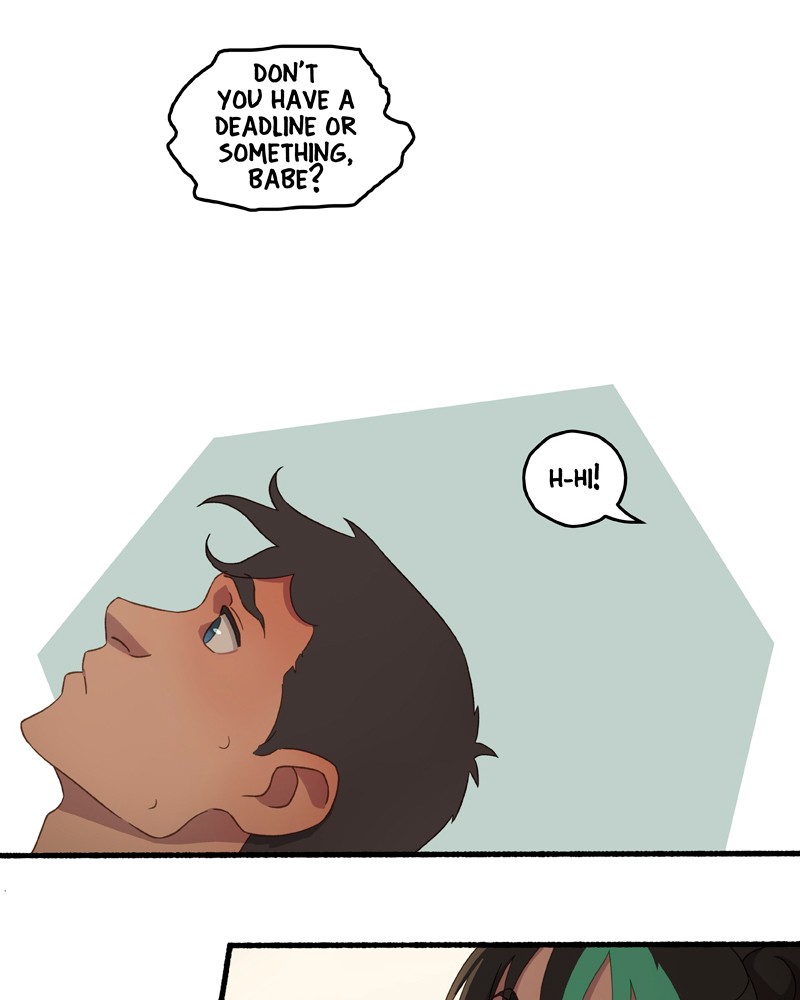 DON'T
YOU HAVE A
DEADLINE OR
SOMETHING,
BABE?
H-HI!